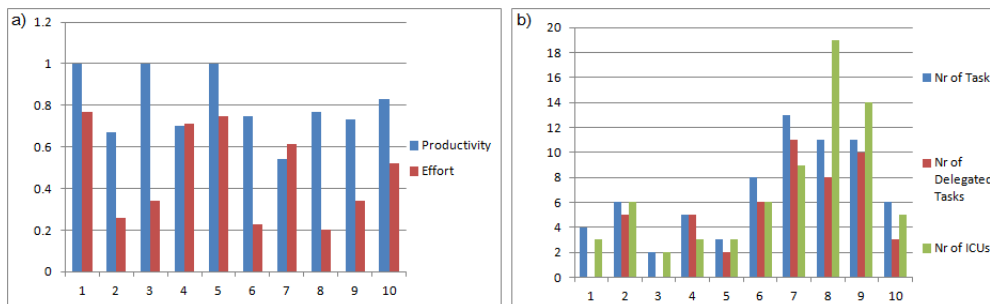 a)
1.2
1
0.8
0.6
0.4
0.2
0
1 2 3 4 5 6 7 8 9 10
Productivity
Effort
b)
20
18
16
14
12
10
8
6
4
2
0
1 2 3 4 5 6 7 8 9 10
Nr of Task
Nr of
Delegated
Tasks
Nr of ICUs